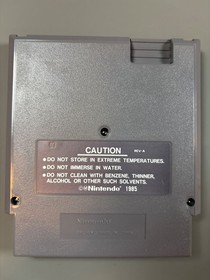 CAUTION REV-A
●DO NOT STORE IN EXTREME TEMPERATURES.
●DO NOT IMMERSE IN WATER.
●DO NOT CLEAN WITH BENZENE, THINNER,
ALCOHOL OR OTHER SUCH SOLVENTS.
©®Nintendo® 1985